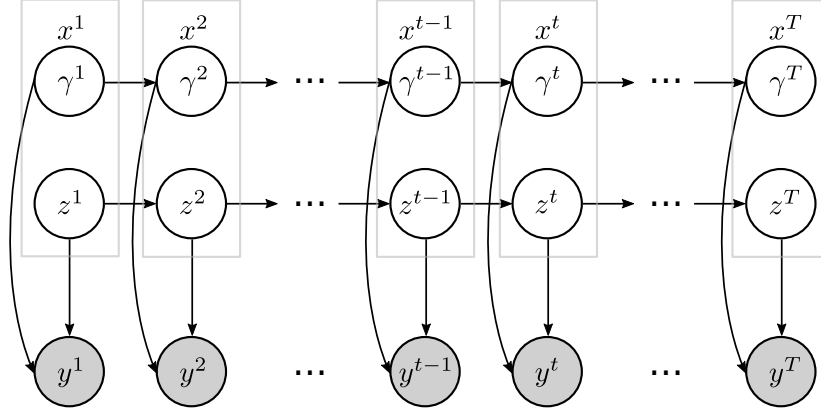 x^1 x^2 x^{t-1} x^t x^T
γ^1 γ^2 ... γ^{t-1} γ^t ... γ^T
z^1 z^2 ... z^{t-1} z^t ... z^T
y^1 y^2 ... y^{t-1} y^t ... y^T